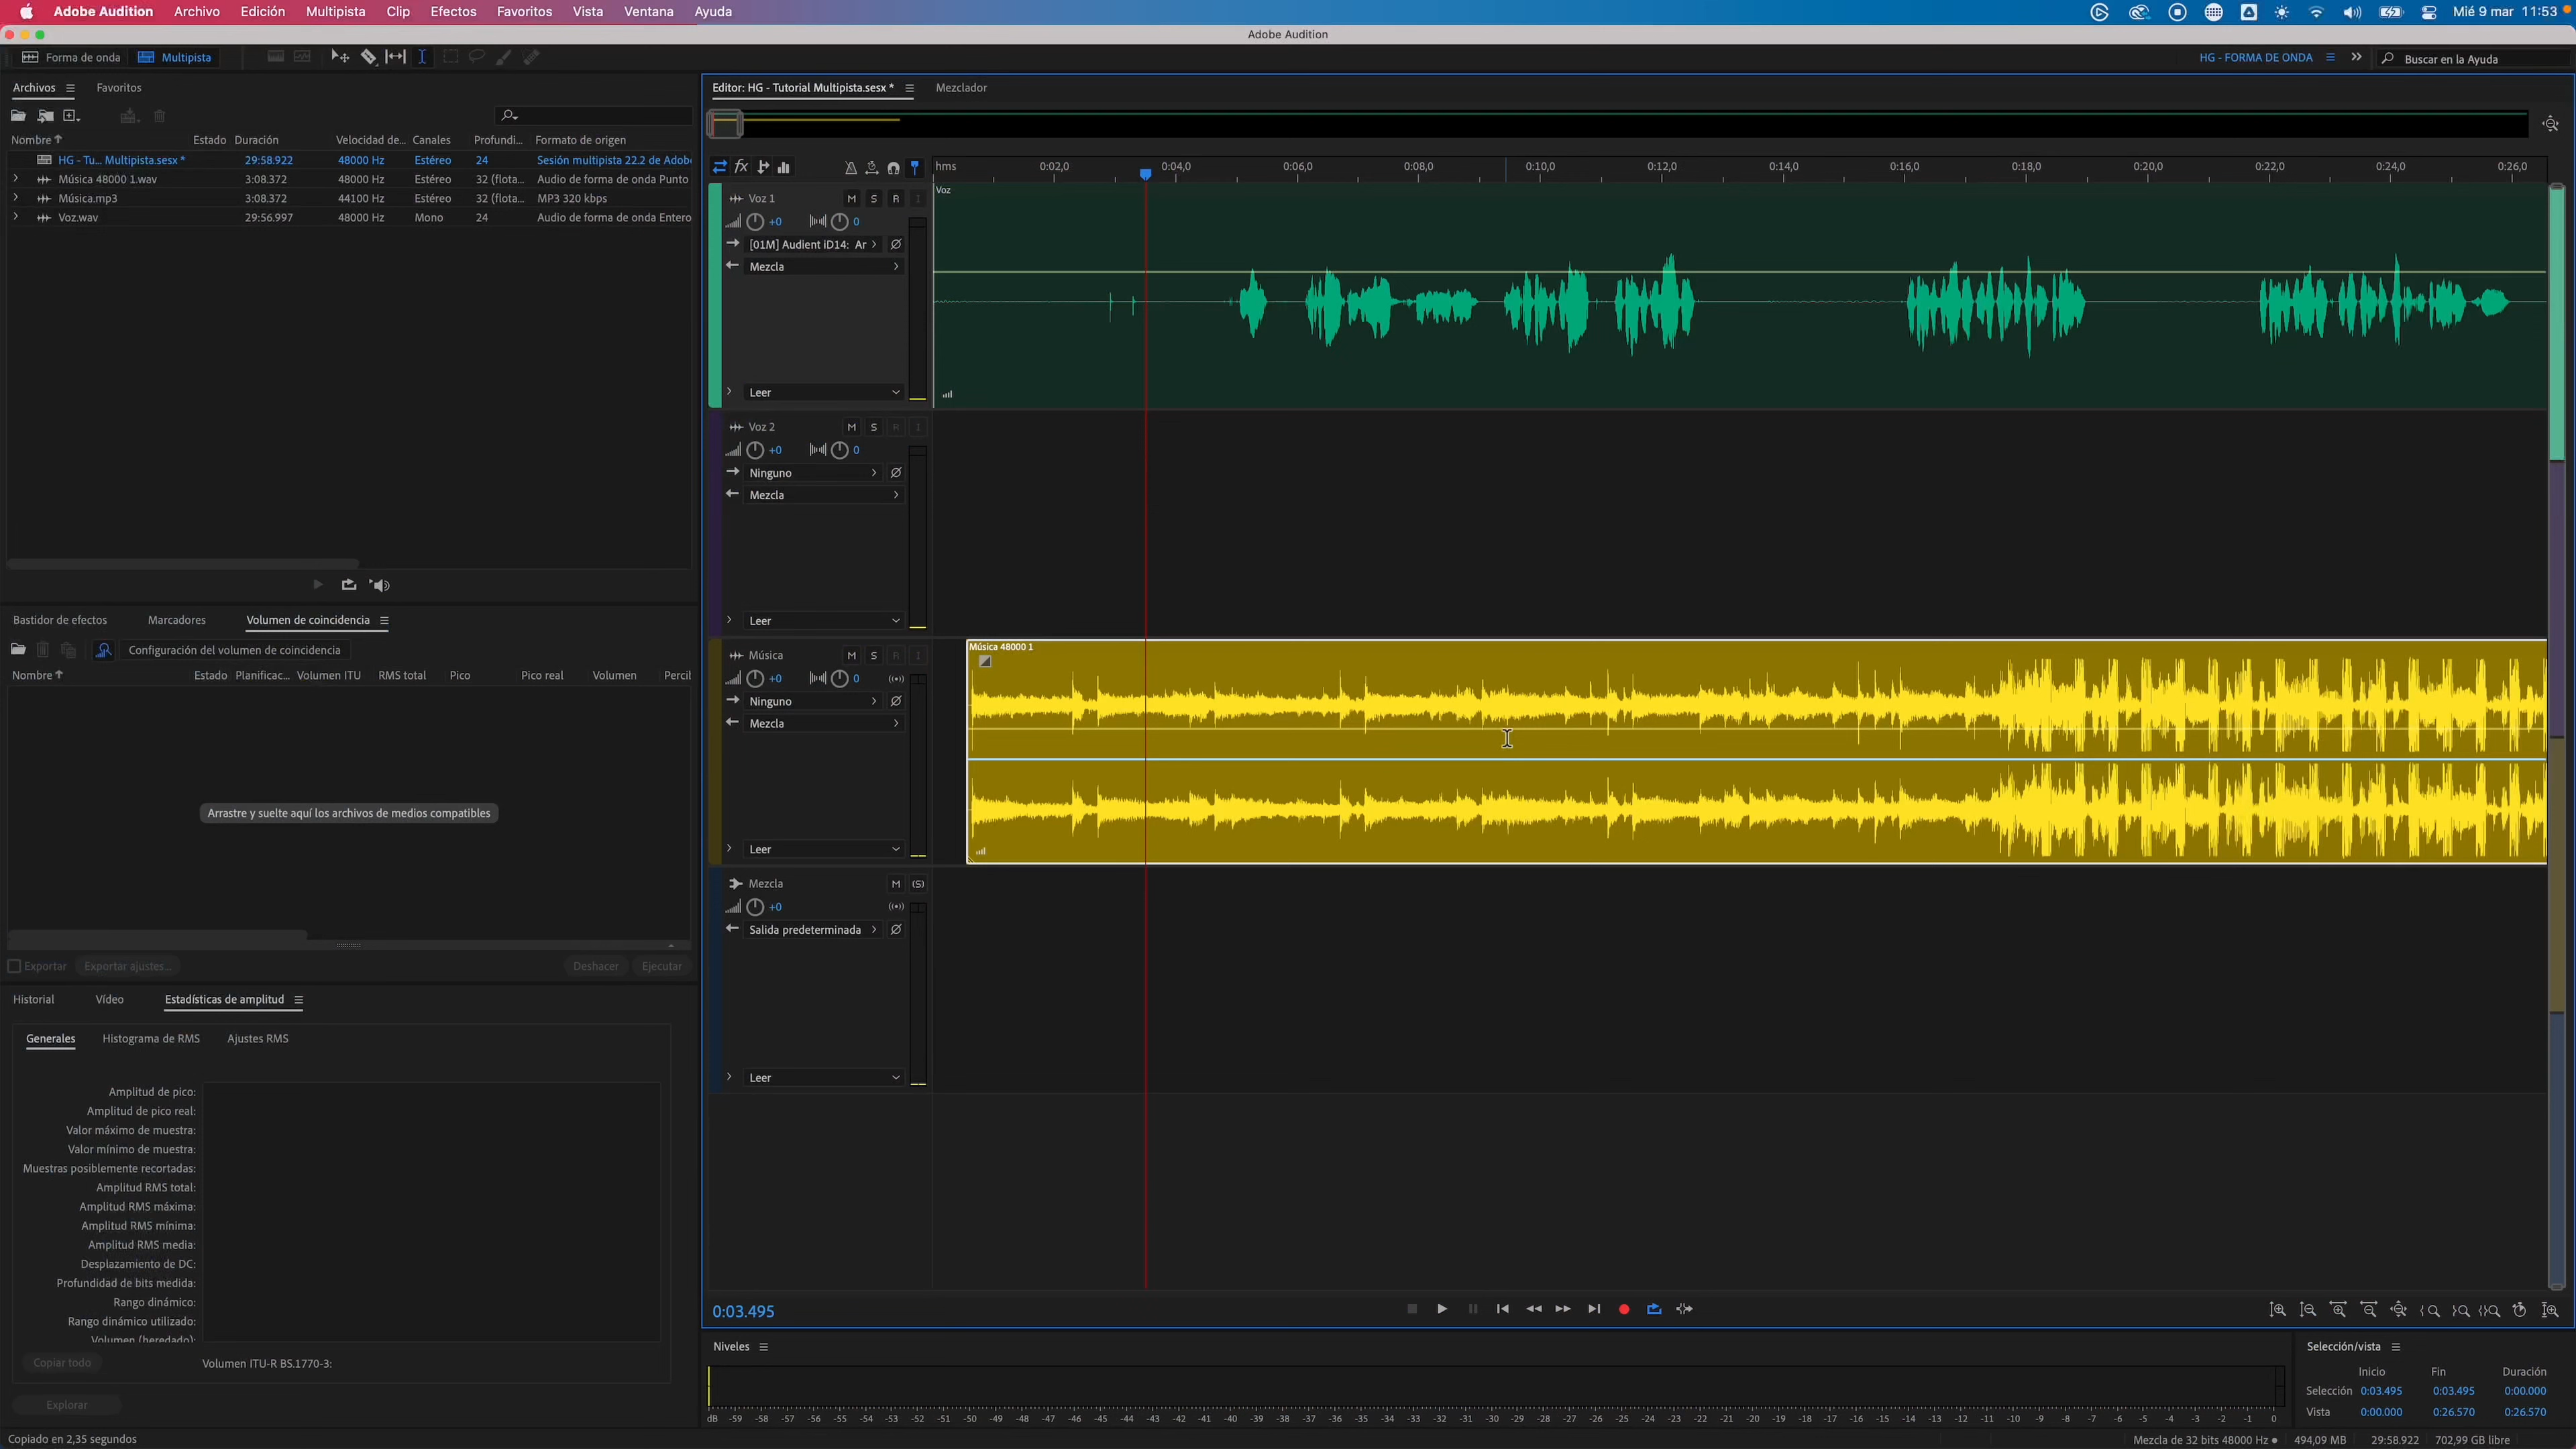 Adobe Audition Archivo Edición Multipista Clip Efectos Favoritos Vista Ventana Ayuda Mié 9 mar 11:53
Adobe Audition
Forma de onda Multipista HG - FORMA DE ONDA Buscar en la Ayuda
Archivos Favoritos
Nombre Estado Duración Velocidad de... Canales Profundi... Formato de origen
HG - Tu... Multipista.sesx * 29:58.922 48000 Hz Estéreo 24 Sesión multipista 22.2 de Adob
Música 48000 1.wav 3:08.372 48000 Hz Estéreo 32 (flota... Audio de forma de onda Punto
Música.mp3 3:08.372 44100 Hz Estéreo 32 (flota... MP3 320 kbps
Voz.wav 29:56.997 48000 Hz Mono 24 Audio de forma de onda Entero
Bastidor de efectos Marcadores Volumen de coincidencia
Configuración del volumen de coincidencia
Nombre Estado Planificac... Volumen ITU RMS total Pico Pico real Volumen Percil
Arrastre y suelte aquí los archivos de medios compatibles
Exportar Exportar ajustes... Deshacer Ejecutar
Historial Vídeo Estadísticas de amplitud
Generales Histograma de RMS Ajustes RMS
Amplitud de pico:
Amplitud de pico real:
Valor máximo de muestra:
Valor mínimo de muestra:
Muestras posiblemente recortadas:
Amplitud RMS total:
Amplitud RMS máxima:
Amplitud RMS mínima:
Amplitud RMS media:
Desplazamiento de DC:
Profundidad de bits medida:
Rango dinámico:
Rango dinámico utilizado:
Volumen (heredado):
Copiar todo Volumen ITU-R BS.1770-3:
Explorar
Copiado en 2,35 segundos
Editor: HG - Tutorial Multipista.sesx * Mezclador
fx hms 0:02,0 0:04,0 0:06,0 0:08,0 0:10,0 0:12,0 0:14,0 0:16,0 0:18,0 0:20,0 0:22,0 0:24,0 0:26,0
Voz 1 M S R I Voz
+0 0
[01M] Audient iD14: Ar
Mezcla
Leer
Voz 2 M S R I
+0 0
Ninguno
Mezcla
Leer
Música M S R I Música 48000 1
+0 0
Ninguno
Mezcla
Leer
Mezcla M (S)
+0
Salida predeterminada
Leer
0:03.495
Niveles
dB -59 -58 -57 -56 -55 -54 -53 -52 -51 -50 -49 -48 -47 -46 -45 -44 -43 -42 -41 -40 -39 -38 -37 -36 -35 -34 -33 -32 -31 -30 -29 -28 -27 -26 -25 -24 -23 -22 -21 -20 -19 -18 -17 -16 -15 -14 -13 -12 -11 -10 -9 -8 -7 -6 -5 -4 -3 -2 -1 0
Selección/vista
Inicio Fin Duración
Selección 0:03.495 0:03.495 0:00.000
Vista 0:00.000 0:26.570 0:26.570
Mezcla de 32 bits 48000 Hz 494,09 MB 29:58.922 702,99 GB libre